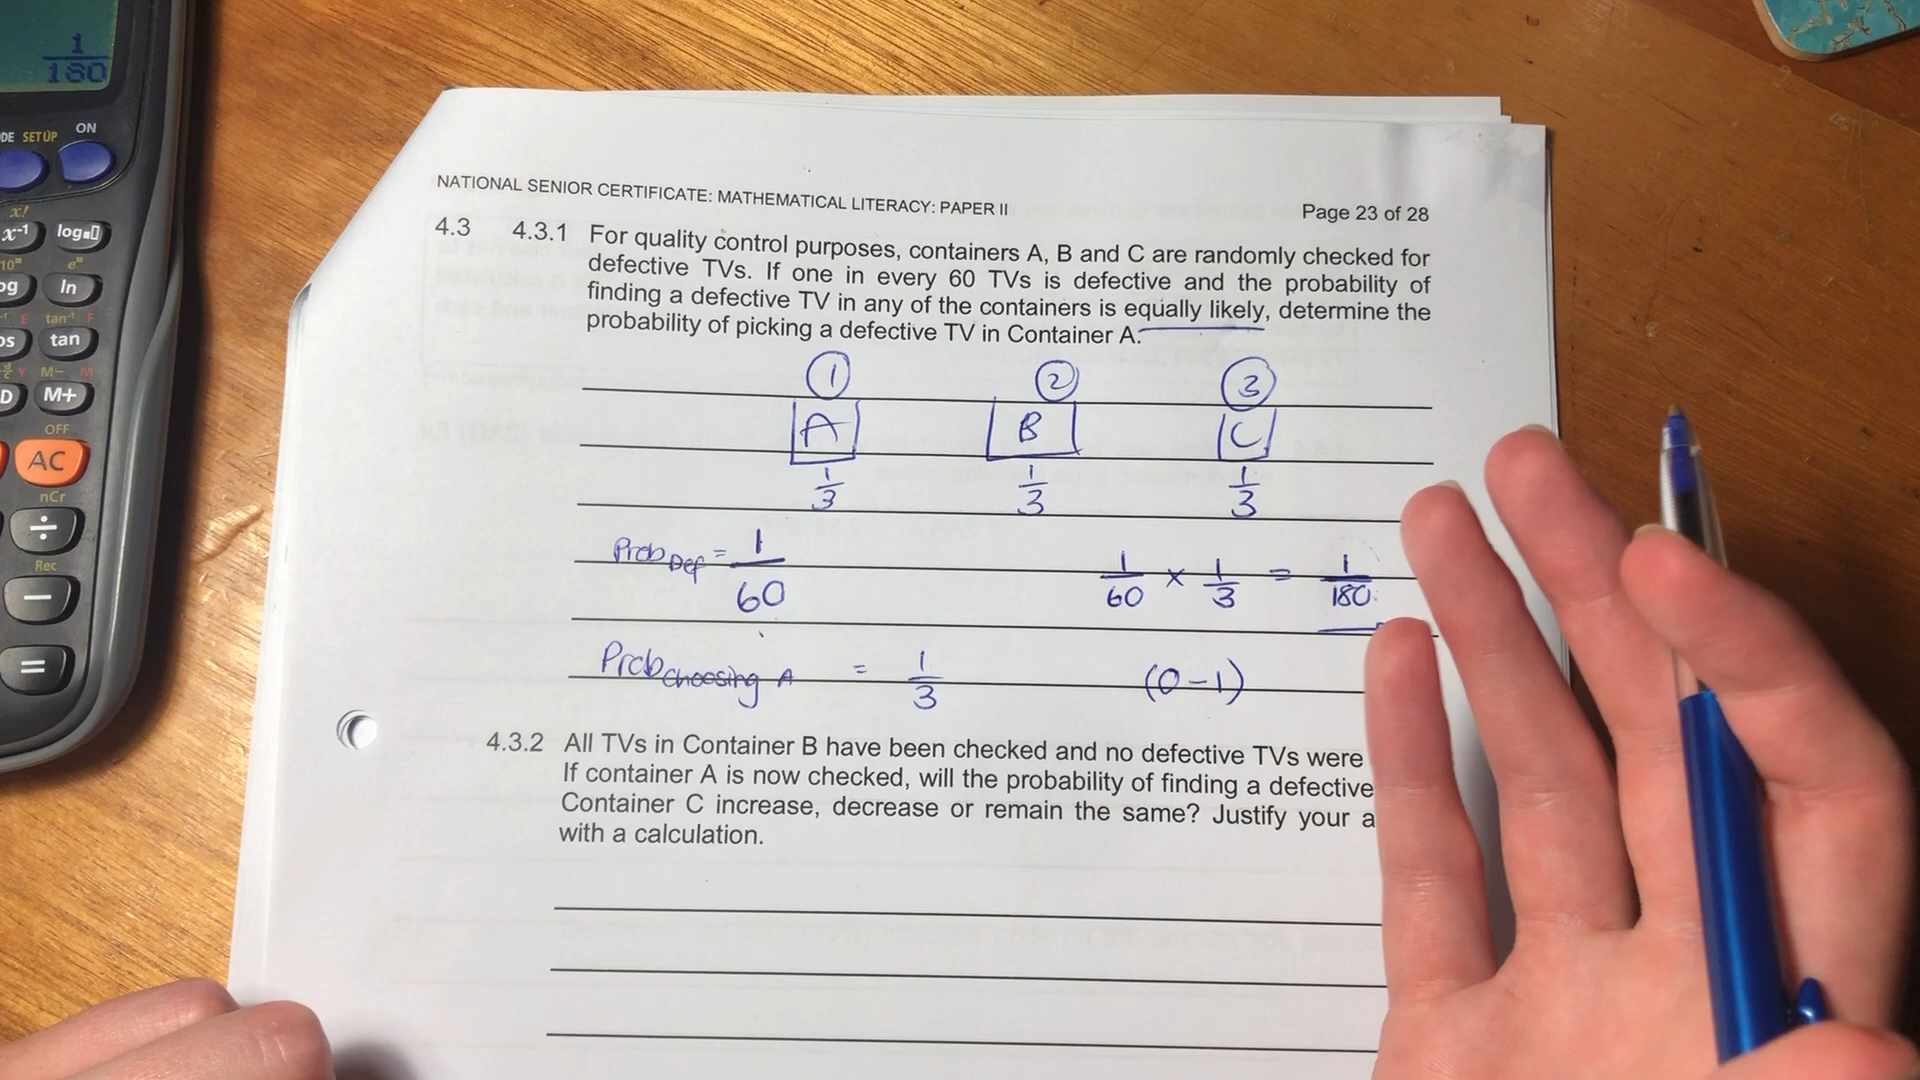 1
180
DE SETUP ON
x!
x-1 log
10ˣ eˣ
og ln
-1 E tan-1 F
os tan
Y M- M
D M+
OFF
AC
nCr
÷
Rec
−
=
NATIONAL SENIOR CERTIFICATE: MATHEMATICAL LITERACY: PAPER II
Page 23 of 28
4.3 4.3.1 For quality control purposes, containers A, B and C are randomly checked for
defective TVs. If one in every 60 TVs is defective and the probability of
finding a defective TV in any of the containers is equally likely, determine the
probability of picking a defective TV in Container A.
1 2 3
A B C
1/3 1/3 1/3
Prob Def = 1/60 1/60 × 1/3 = 1/180
Prob choosing A = 1/3 (0-1)
4.3.2 All TVs in Container B have been checked and no defective TVs were
If container A is now checked, will the probability of finding a defective
Container C increase, decrease or remain the same? Justify your a
with a calculation.